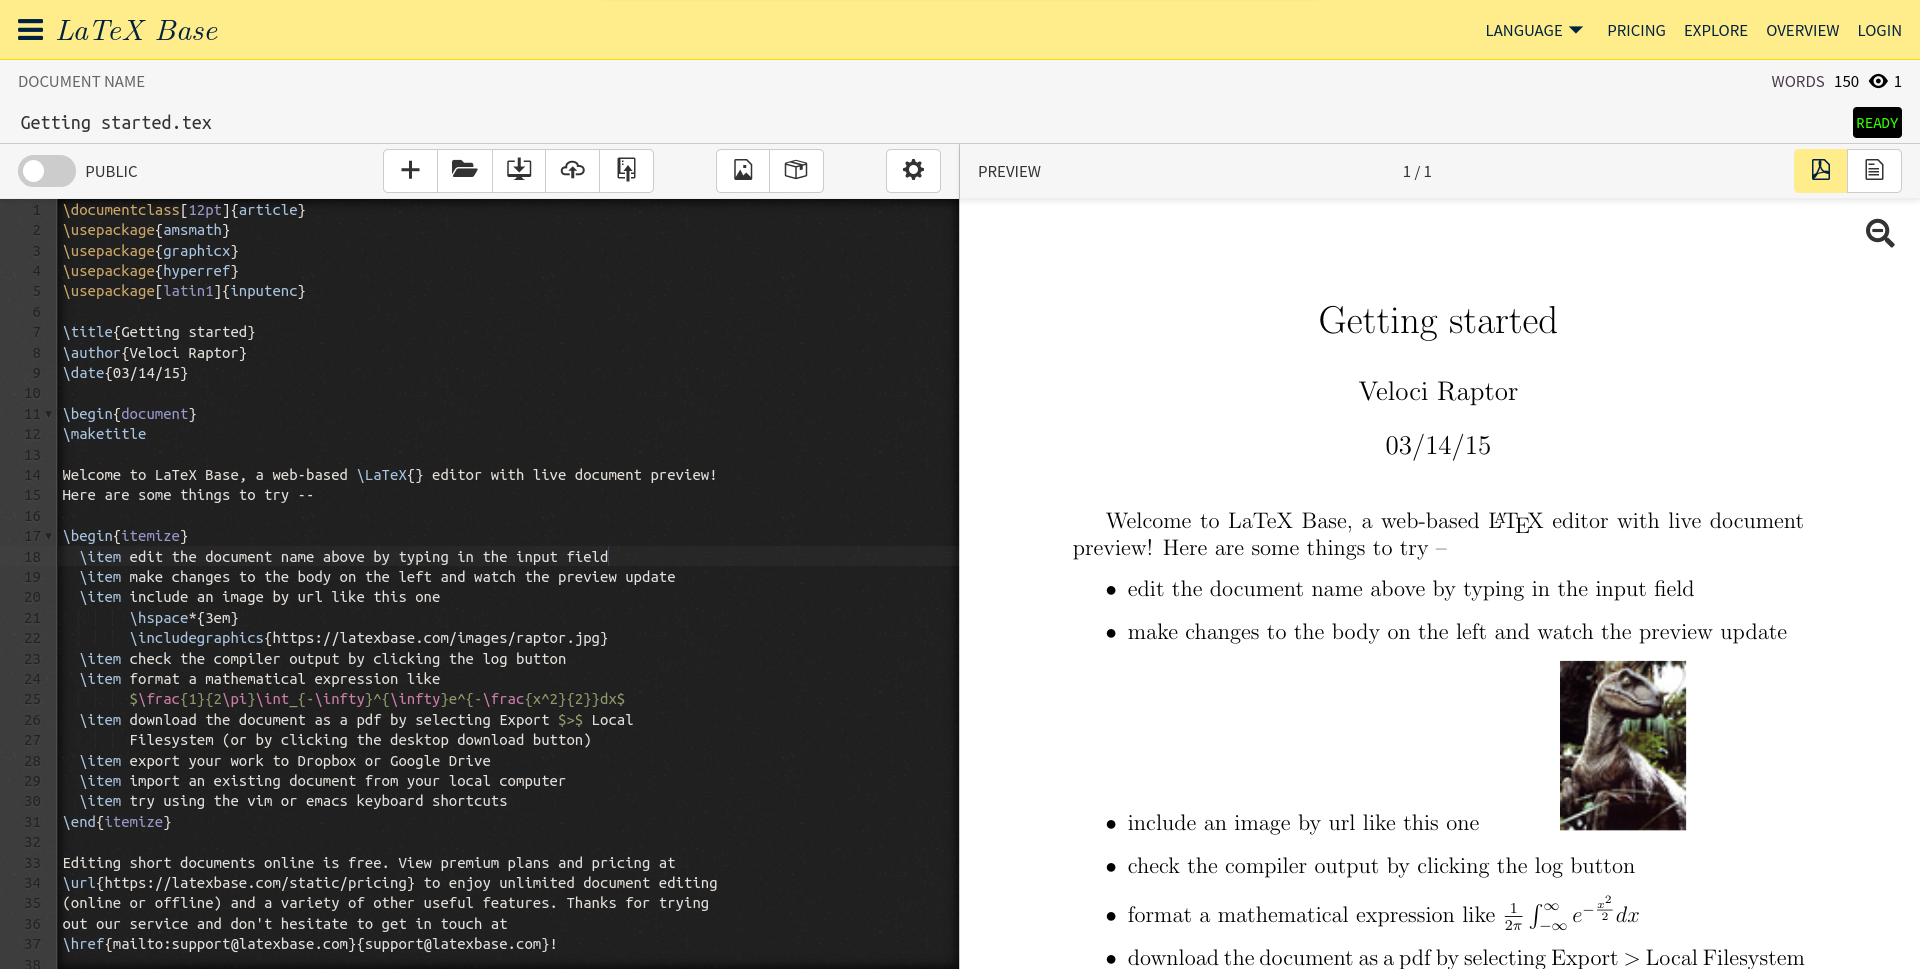 LaTeX Base
LANGUAGE PRICING EXPLORE OVERVIEW LOGIN
DOCUMENT NAME
WORDS 150 1
Getting started.tex
READY
PUBLIC
PREVIEW
1 / 1
1 \documentclass[12pt]{article}
2 \usepackage{amsmath}
3 \usepackage{graphicx}
4 \usepackage{hyperref}
5 \usepackage[latin1]{inputenc}
6
7 \title{Getting started}
8 \author{Veloci Raptor}
9 \date{03/14/15}
10
11 \begin{document}
12 \maketitle
13
14 Welcome to LaTeX Base, a web-based \LaTeX{} editor with live document preview!
15 Here are some things to try --
16
17 \begin{itemize}
18 \item edit the document name above by typing in the input field
19 \item make changes to the body on the left and watch the preview update
20 \item include an image by url like this one
21 \hspace*{3em}
22 \includegraphics{https://latexbase.com/images/raptor.jpg}
23 \item check the compiler output by clicking the log button
24 \item format a mathematical expression like
25 $\frac{1}{2\pi}\int_{-\infty}^{\infty}e^{-\frac{x^2}{2}}dx$
26 \item download the document as a pdf by selecting Export $>$ Local
27 Filesystem (or by clicking the desktop download button)
28 \item export your work to Dropbox or Google Drive
29 \item import an existing document from your local computer
30 \item try using the vim or emacs keyboard shortcuts
31 \end{itemize}
32
33 Editing short documents online is free. View premium plans and pricing at
34 \url{https://latexbase.com/static/pricing} to enjoy unlimited document editing
35 (online or offline) and a variety of other useful features. Thanks for trying
36 out our service and don't hesitate to get in touch at
37 \href{mailto:support@latexbase.com}{support@latexbase.com}!
38
Getting started
Veloci Raptor
03/14/15
Welcome to LaTeX Base, a web-based LATEX editor with live document
preview! Here are some things to try –
• edit the document name above by typing in the input field
• make changes to the body on the left and watch the preview update
• include an image by url like this one
• check the compiler output by clicking the log button
• format a mathematical expression like $\frac{1}{2\pi}\int_{-\infty}^{\infty}e^{-\frac{x^2}{2}}dx$
• download the document as a pdf by selecting Export > Local Filesystem